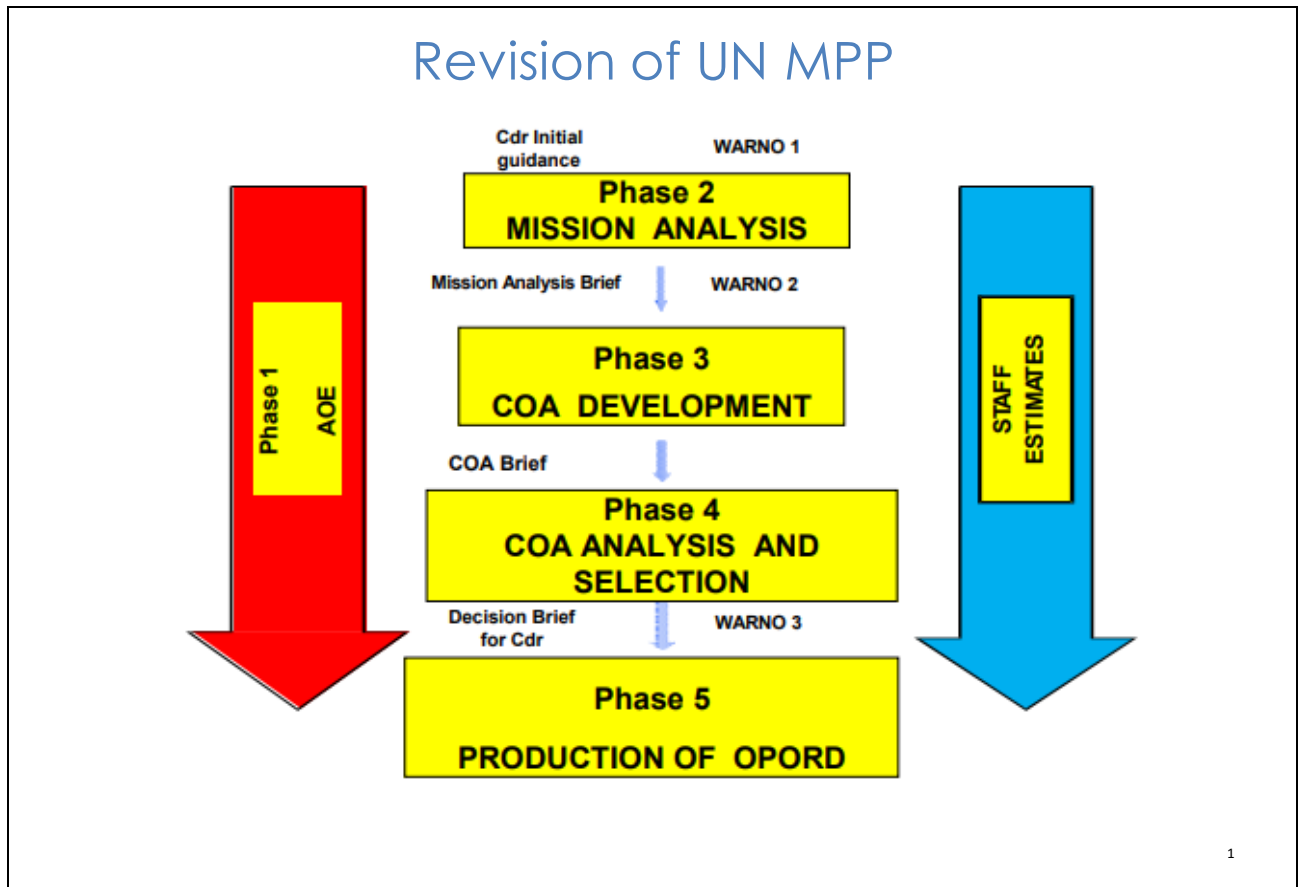 Revision of UN MPP
Cdr Initial
guidance
WARNO 1
Phase 2
MISSION ANALYSIS
Mission Analysis Brief
WARNO 2
Phase 1
AOE
Phase 3
COA DEVELOPMENT
STAFF
ESTIMATES
COA Brief
Phase 4
COA ANALYSIS AND
SELECTION
Decision Brief
for Cdr
WARNO 3
Phase 5
PRODUCTION OF OPORD
1